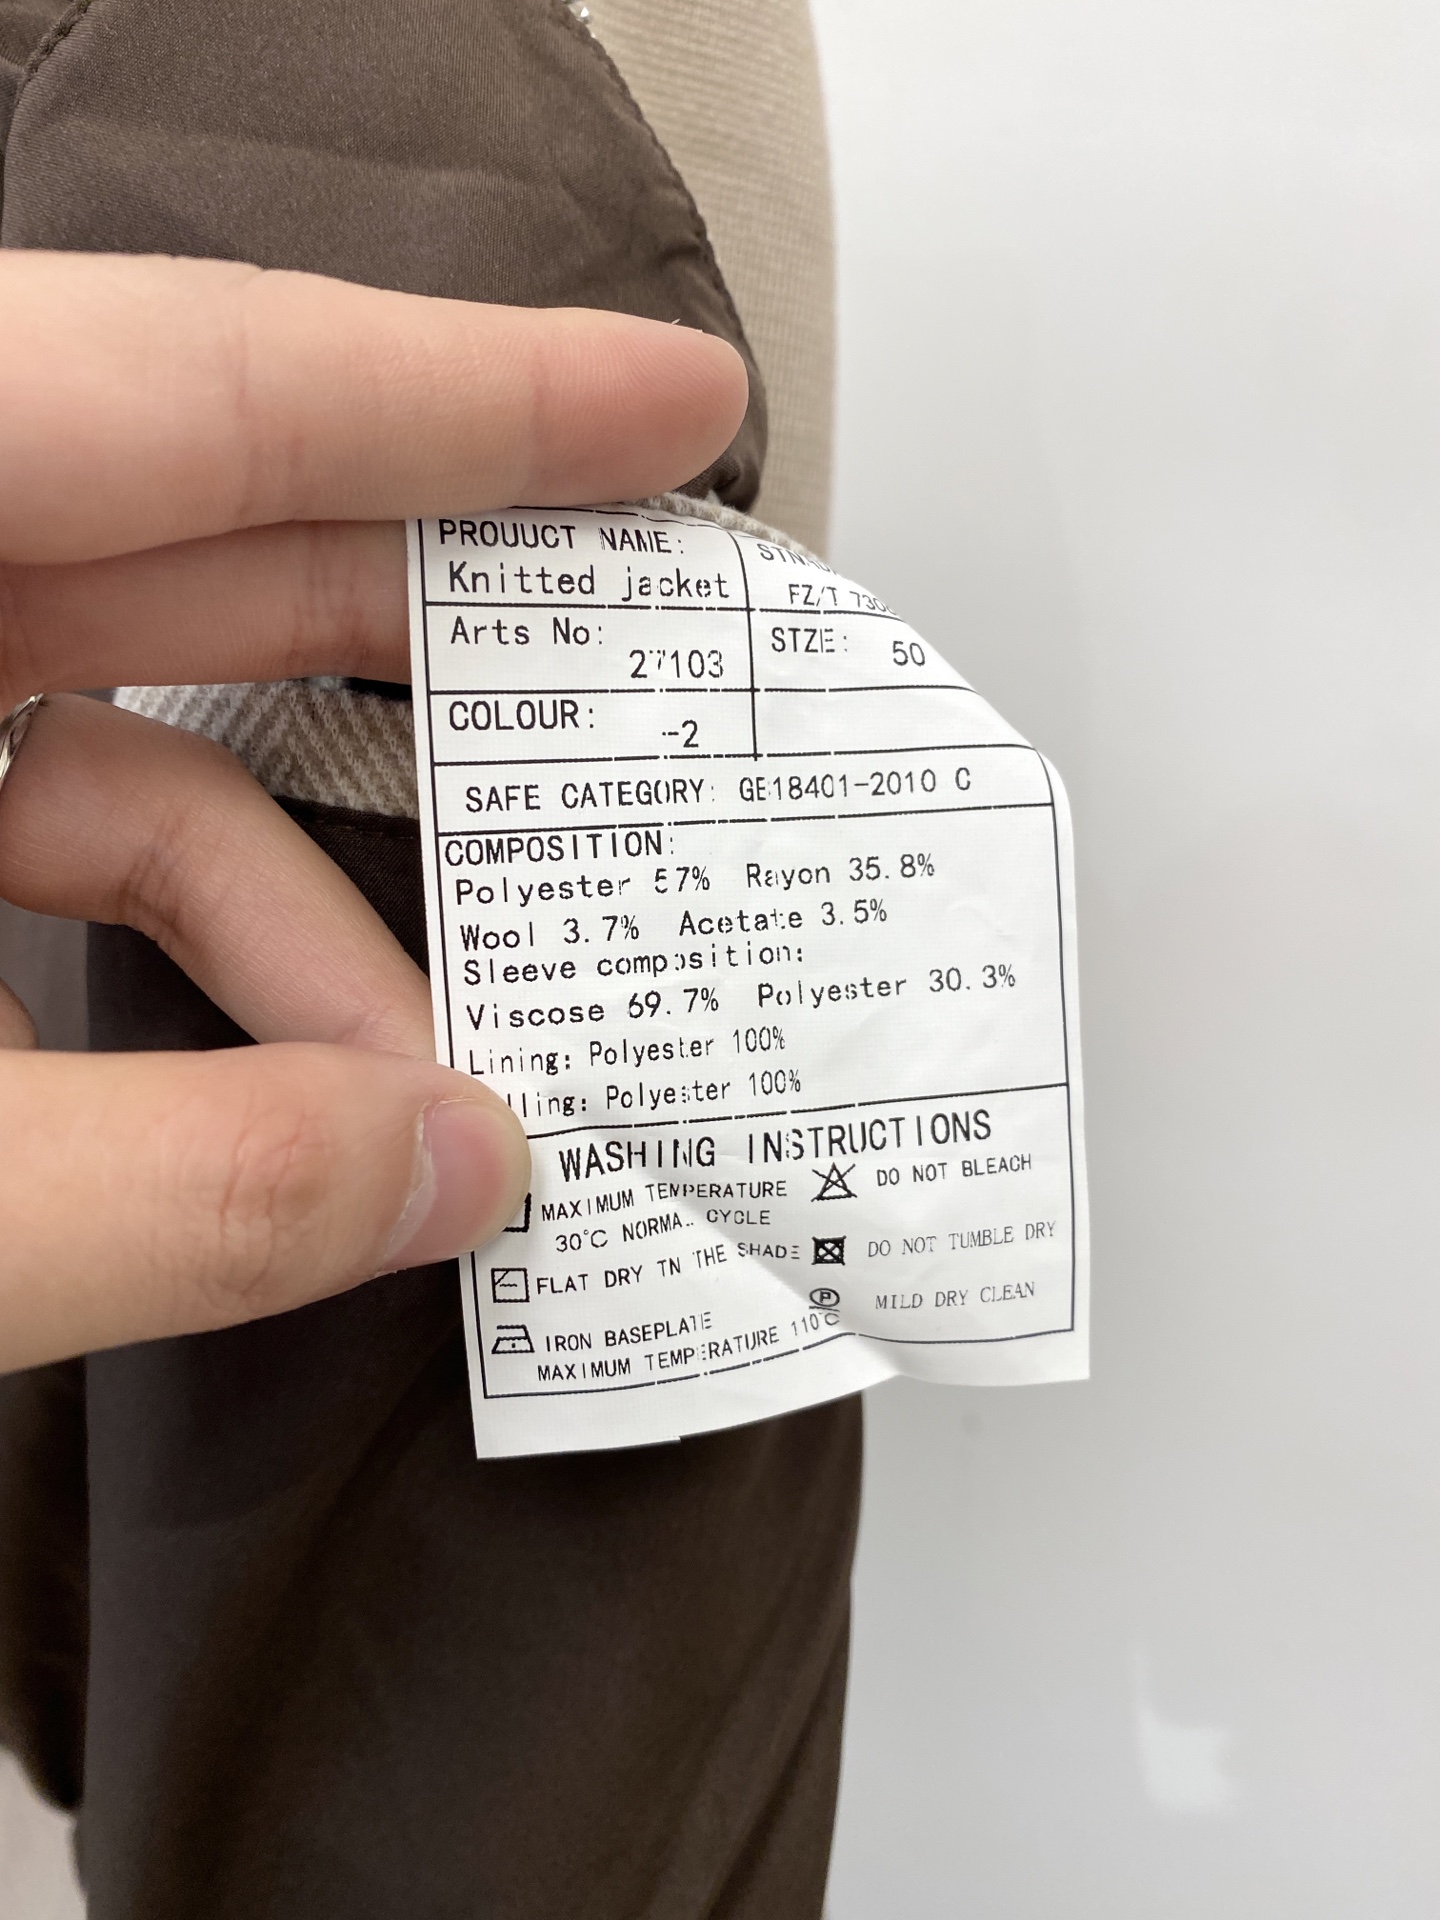 PROUUCT NAME:
Knitted jacket
FZ/T
Arts No:
27103
STZE: 50
COLOUR: -2
SAFE CATEGORY: GB18401-2010 C
COMPOSITION:
Polyester 57% Rayon 35.8%
Wool 3.7% Acetate 3.5%
Sleeve composition:
Viscose 69.7% Polyester 30.3%
Lining: Polyester 100%
lling: Polyester 100%
WASHING INSTRUCTIONS
MAXIMUM TEMPERATURE
30°C NORMAL CYCLE
DO NOT BLEACH
FLAT DRY TN THE SHADE
DO NOT TUMBLE DRY
P
MILD DRY CLEAN
IRON BASEPLATE
MAXIMUM TEMPERATURE 110℃